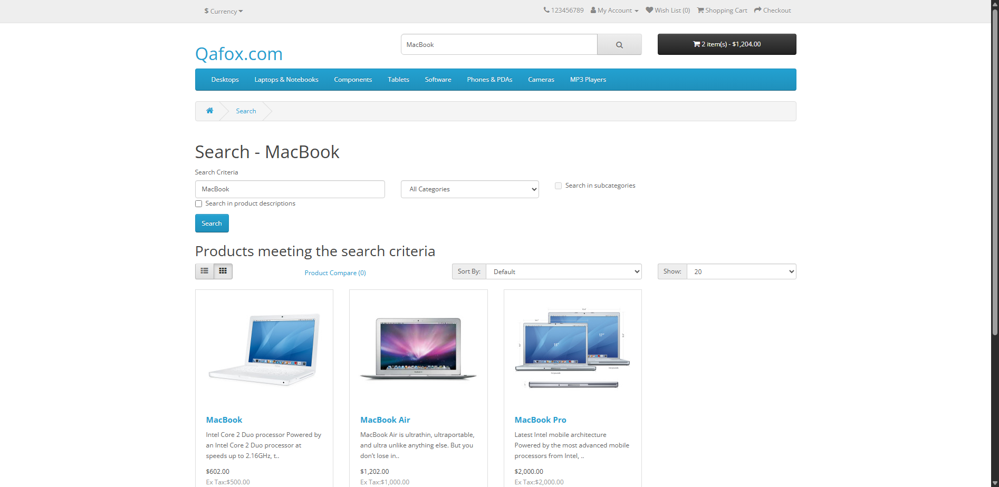 $ Currency
123456789 My Account Wish List (0) Shopping Cart Checkout
Qafox.com
MacBook
2 item(s) - $1,204.00
Desktops Laptops & Notebooks Components Tablets Software Phones & PDAs Cameras MP3 Players
Search
Search - MacBook
Search Criteria
MacBook
All Categories
Search in subcategories
Search in product descriptions
Search
Products meeting the search criteria
Product Compare (0)
Sort By: Default
Show: 20
15"
17"
MacBook
Intel Core 2 Duo processor Powered by
an Intel Core 2 Duo processor at
speeds up to 2.16GHz, t..
$602.00
Ex Tax:$500.00
MacBook Air
MacBook Air is ultrathin, ultraportable,
and ultra unlike anything else. But you
don’t lose in..
$1,202.00
Ex Tax:$1,000.00
MacBook Pro
Latest Intel mobile architecture
Powered by the most advanced mobile
processors from Intel, ..
$2,000.00
Ex Tax:$2,000.00